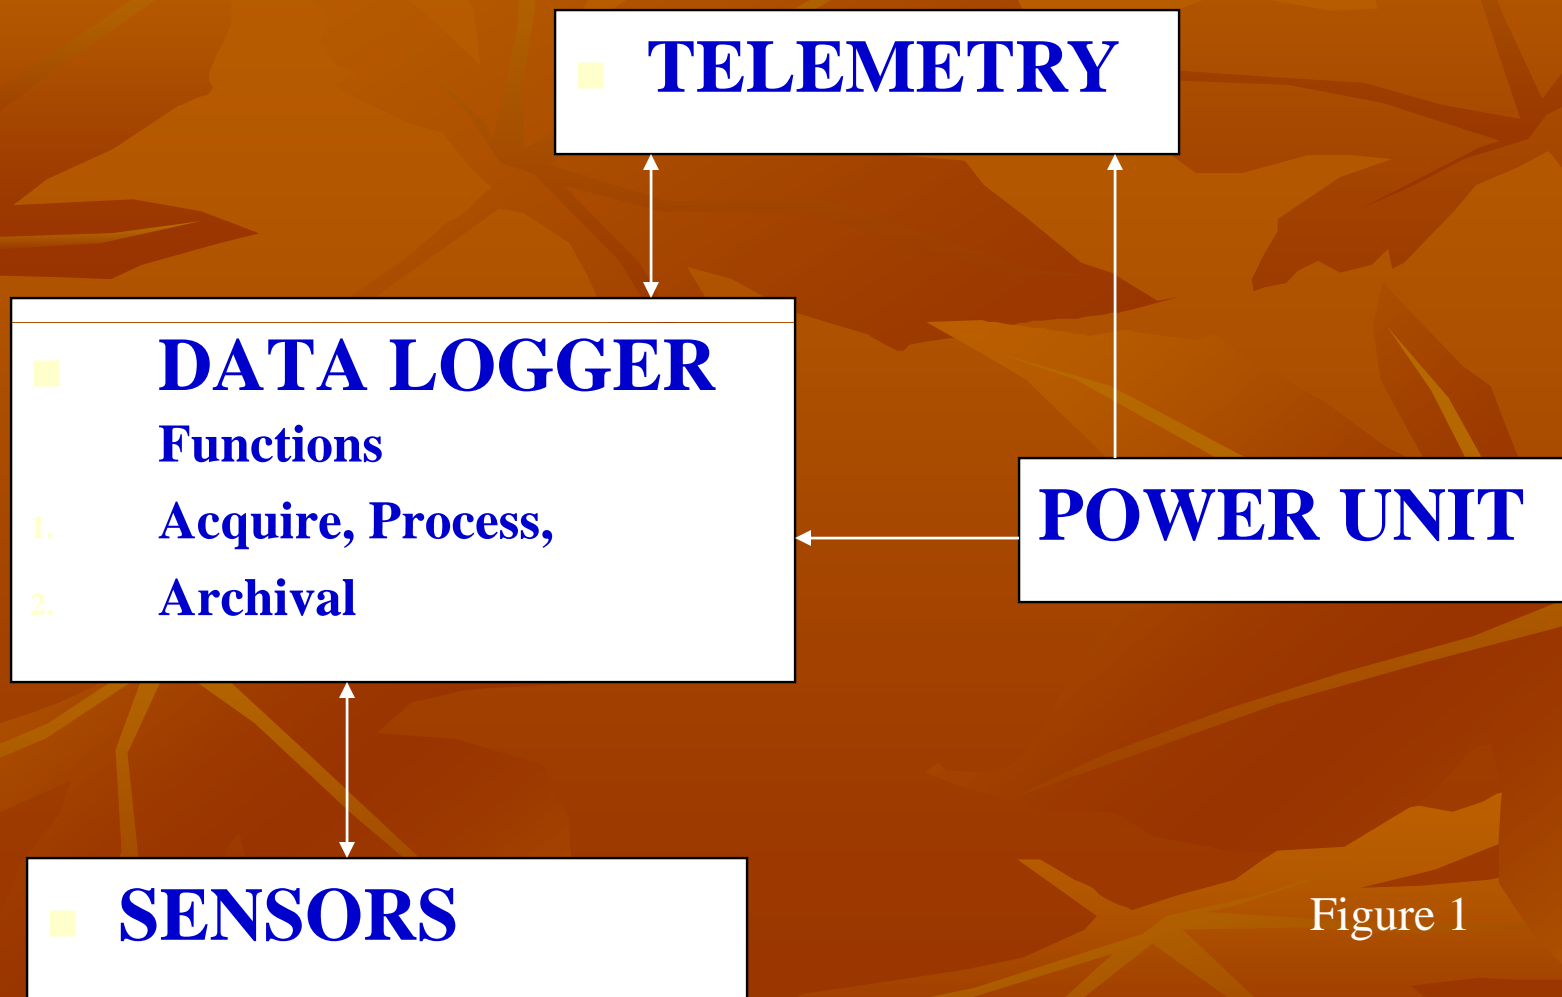 TELEMETRY
DATA LOGGER
Functions
1. Acquire, Process,
2. Archival
POWER UNIT
SENSORS
Figure 1